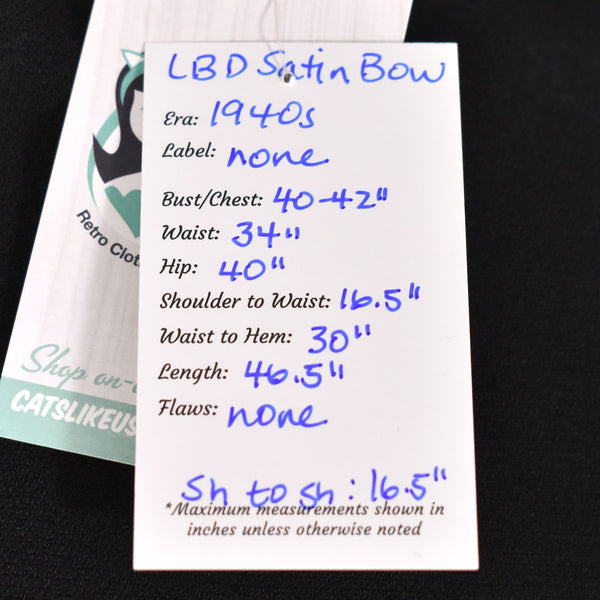 LBD Satin Bow
Era: 1940s
Label: none
Bust/Chest: 40-42"
Waist: 34"
Hip: 40"
Shoulder to Waist: 16.5"
Waist to Hem: 30"
Length: 46.5"
Flaws: none
Sh to sh: 16.5"
*Maximum measurements shown in
inches unless otherwise noted
Retro
Shop on-
CATSLIKEUS